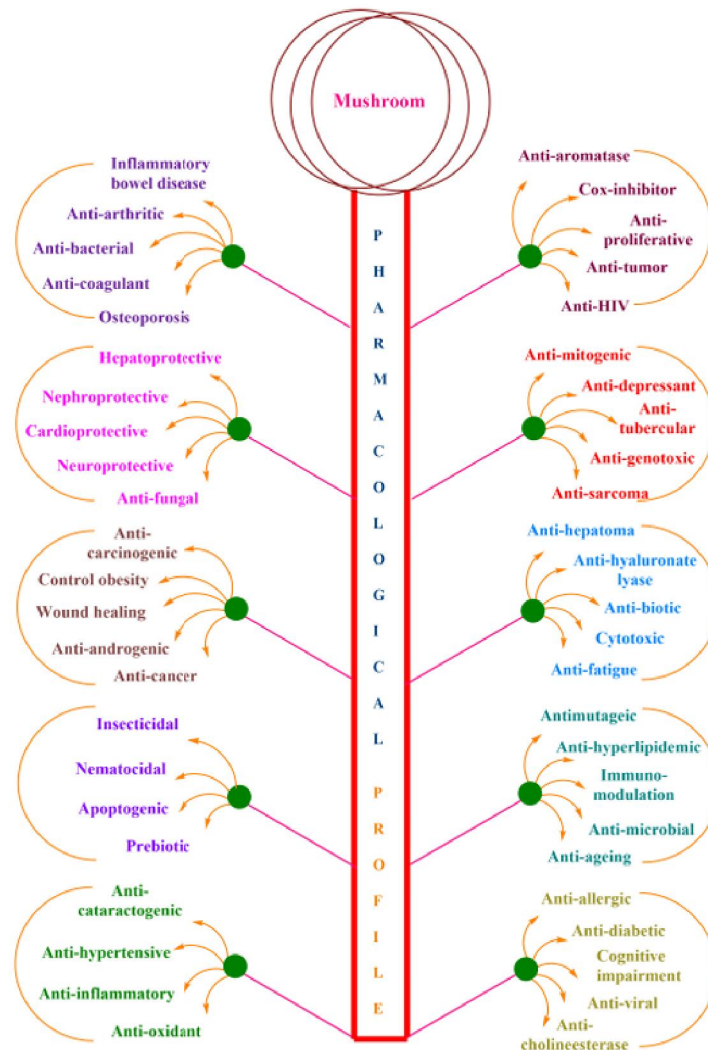 Mushroom
PHARMACOLOGICAL PROFILE
Inflammatory
bowel disease
Anti-arthritic
Anti-bacterial
Anti-coagulant
Osteoporosis
Hepatoprotective
Nephroprotective
Cardioprotective
Neuroprotective
Anti-fungal
Anti-
carcinogenic
Control obesity
Wound healing
Anti-androgenic
Anti-cancer
Insecticidal
Nematocidal
Apoptogenic
Prebiotic
Anti-
cataractogenic
Anti-hypertensive
Anti-inflammatory
Anti-oxidant
Anti-aromatase
Cox-inhibitor
Anti-
proliferative
Anti-tumor
Anti-HIV
Anti-mitogenic
Anti-depressant
Anti-
tubercular
Anti-genotoxic
Anti-sarcoma
Anti-hepatoma
Anti-hyaluronate
lyase
Anti-biotic
Cytotoxic
Anti-fatigue
Antimutageic
Anti-hyperlipidemic
Immuno-
modulation
Anti-microbial
Anti-ageing
Anti-allergic
Anti-diabetic
Cognitive
impairment
Anti-viral
Anti-
cholineesterase